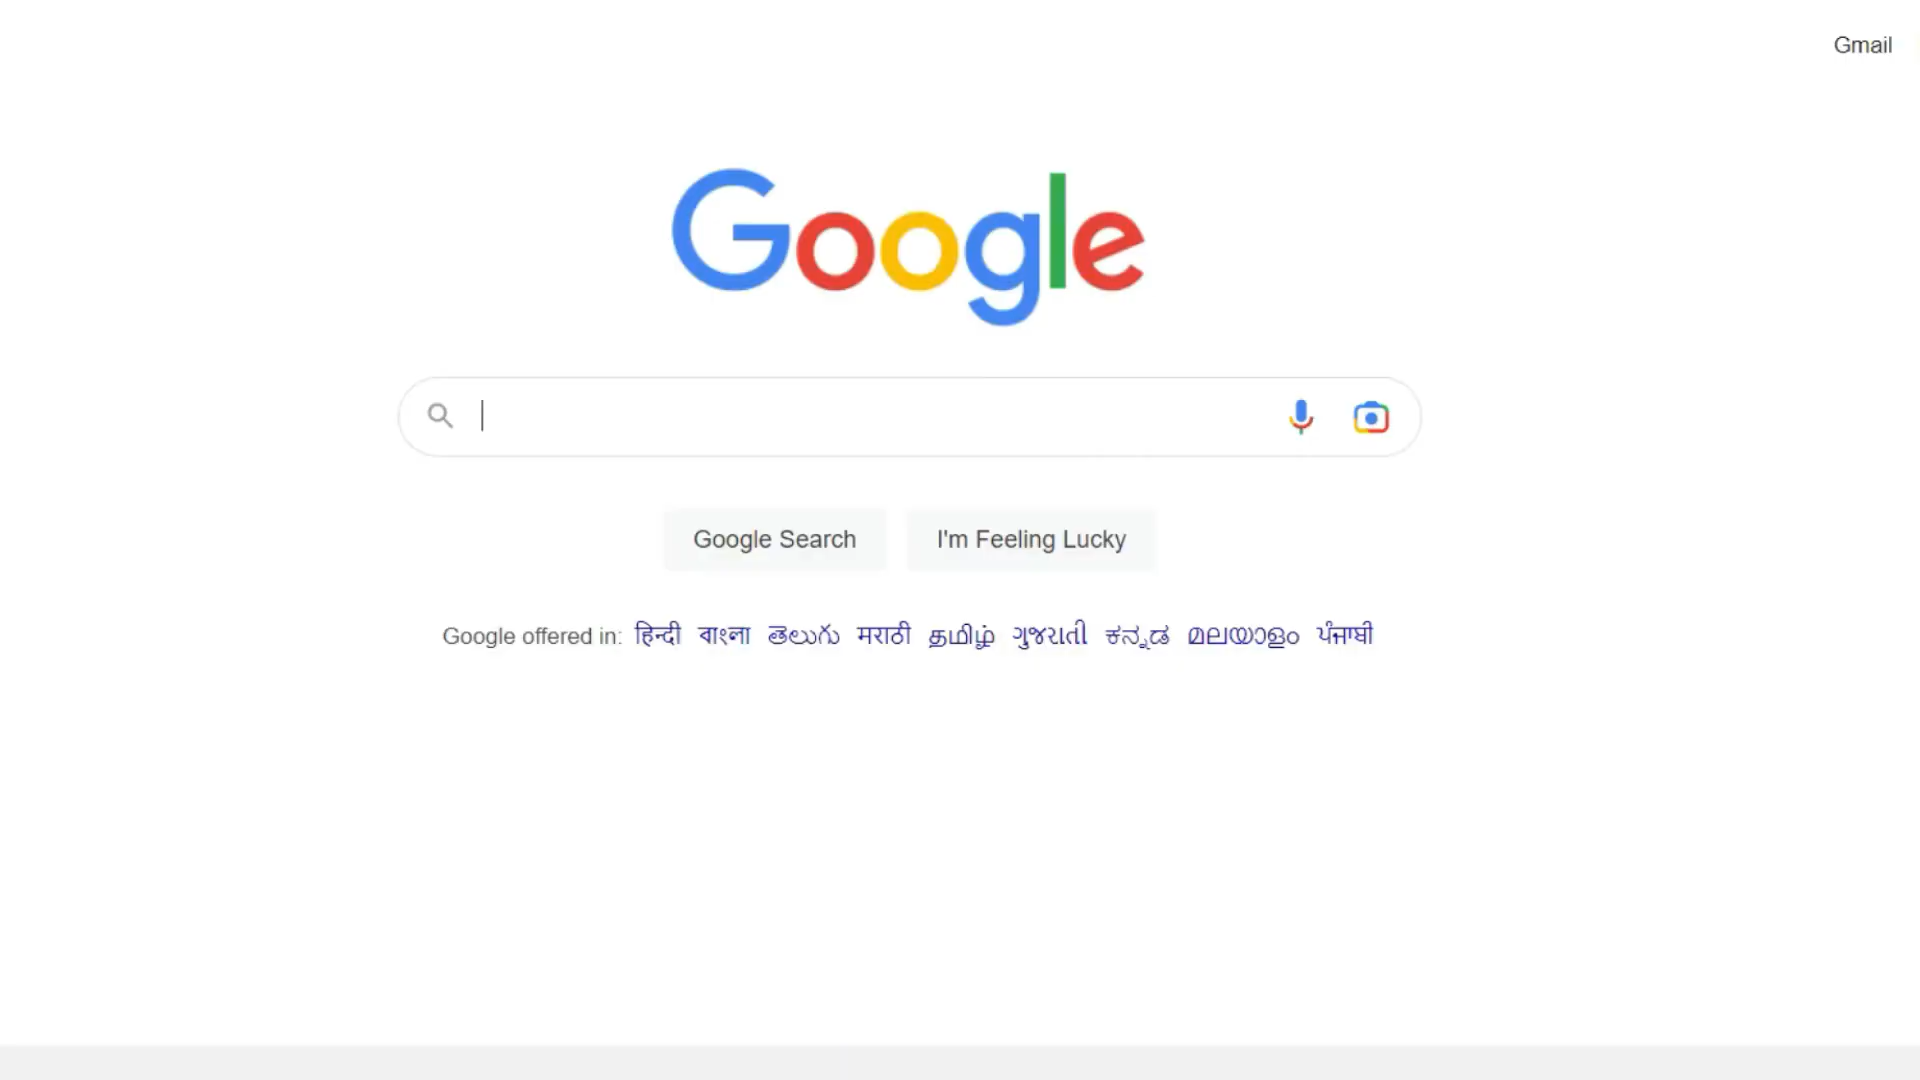 Gmail
Google
Google Search I'm Feeling Lucky
Google offered in: हिन्दी বাংলা తెలుగు मराठी தமிழ் ગુજરાતી ಕನ್ನಡ മലയാളം ਪੰਜਾਬੀ